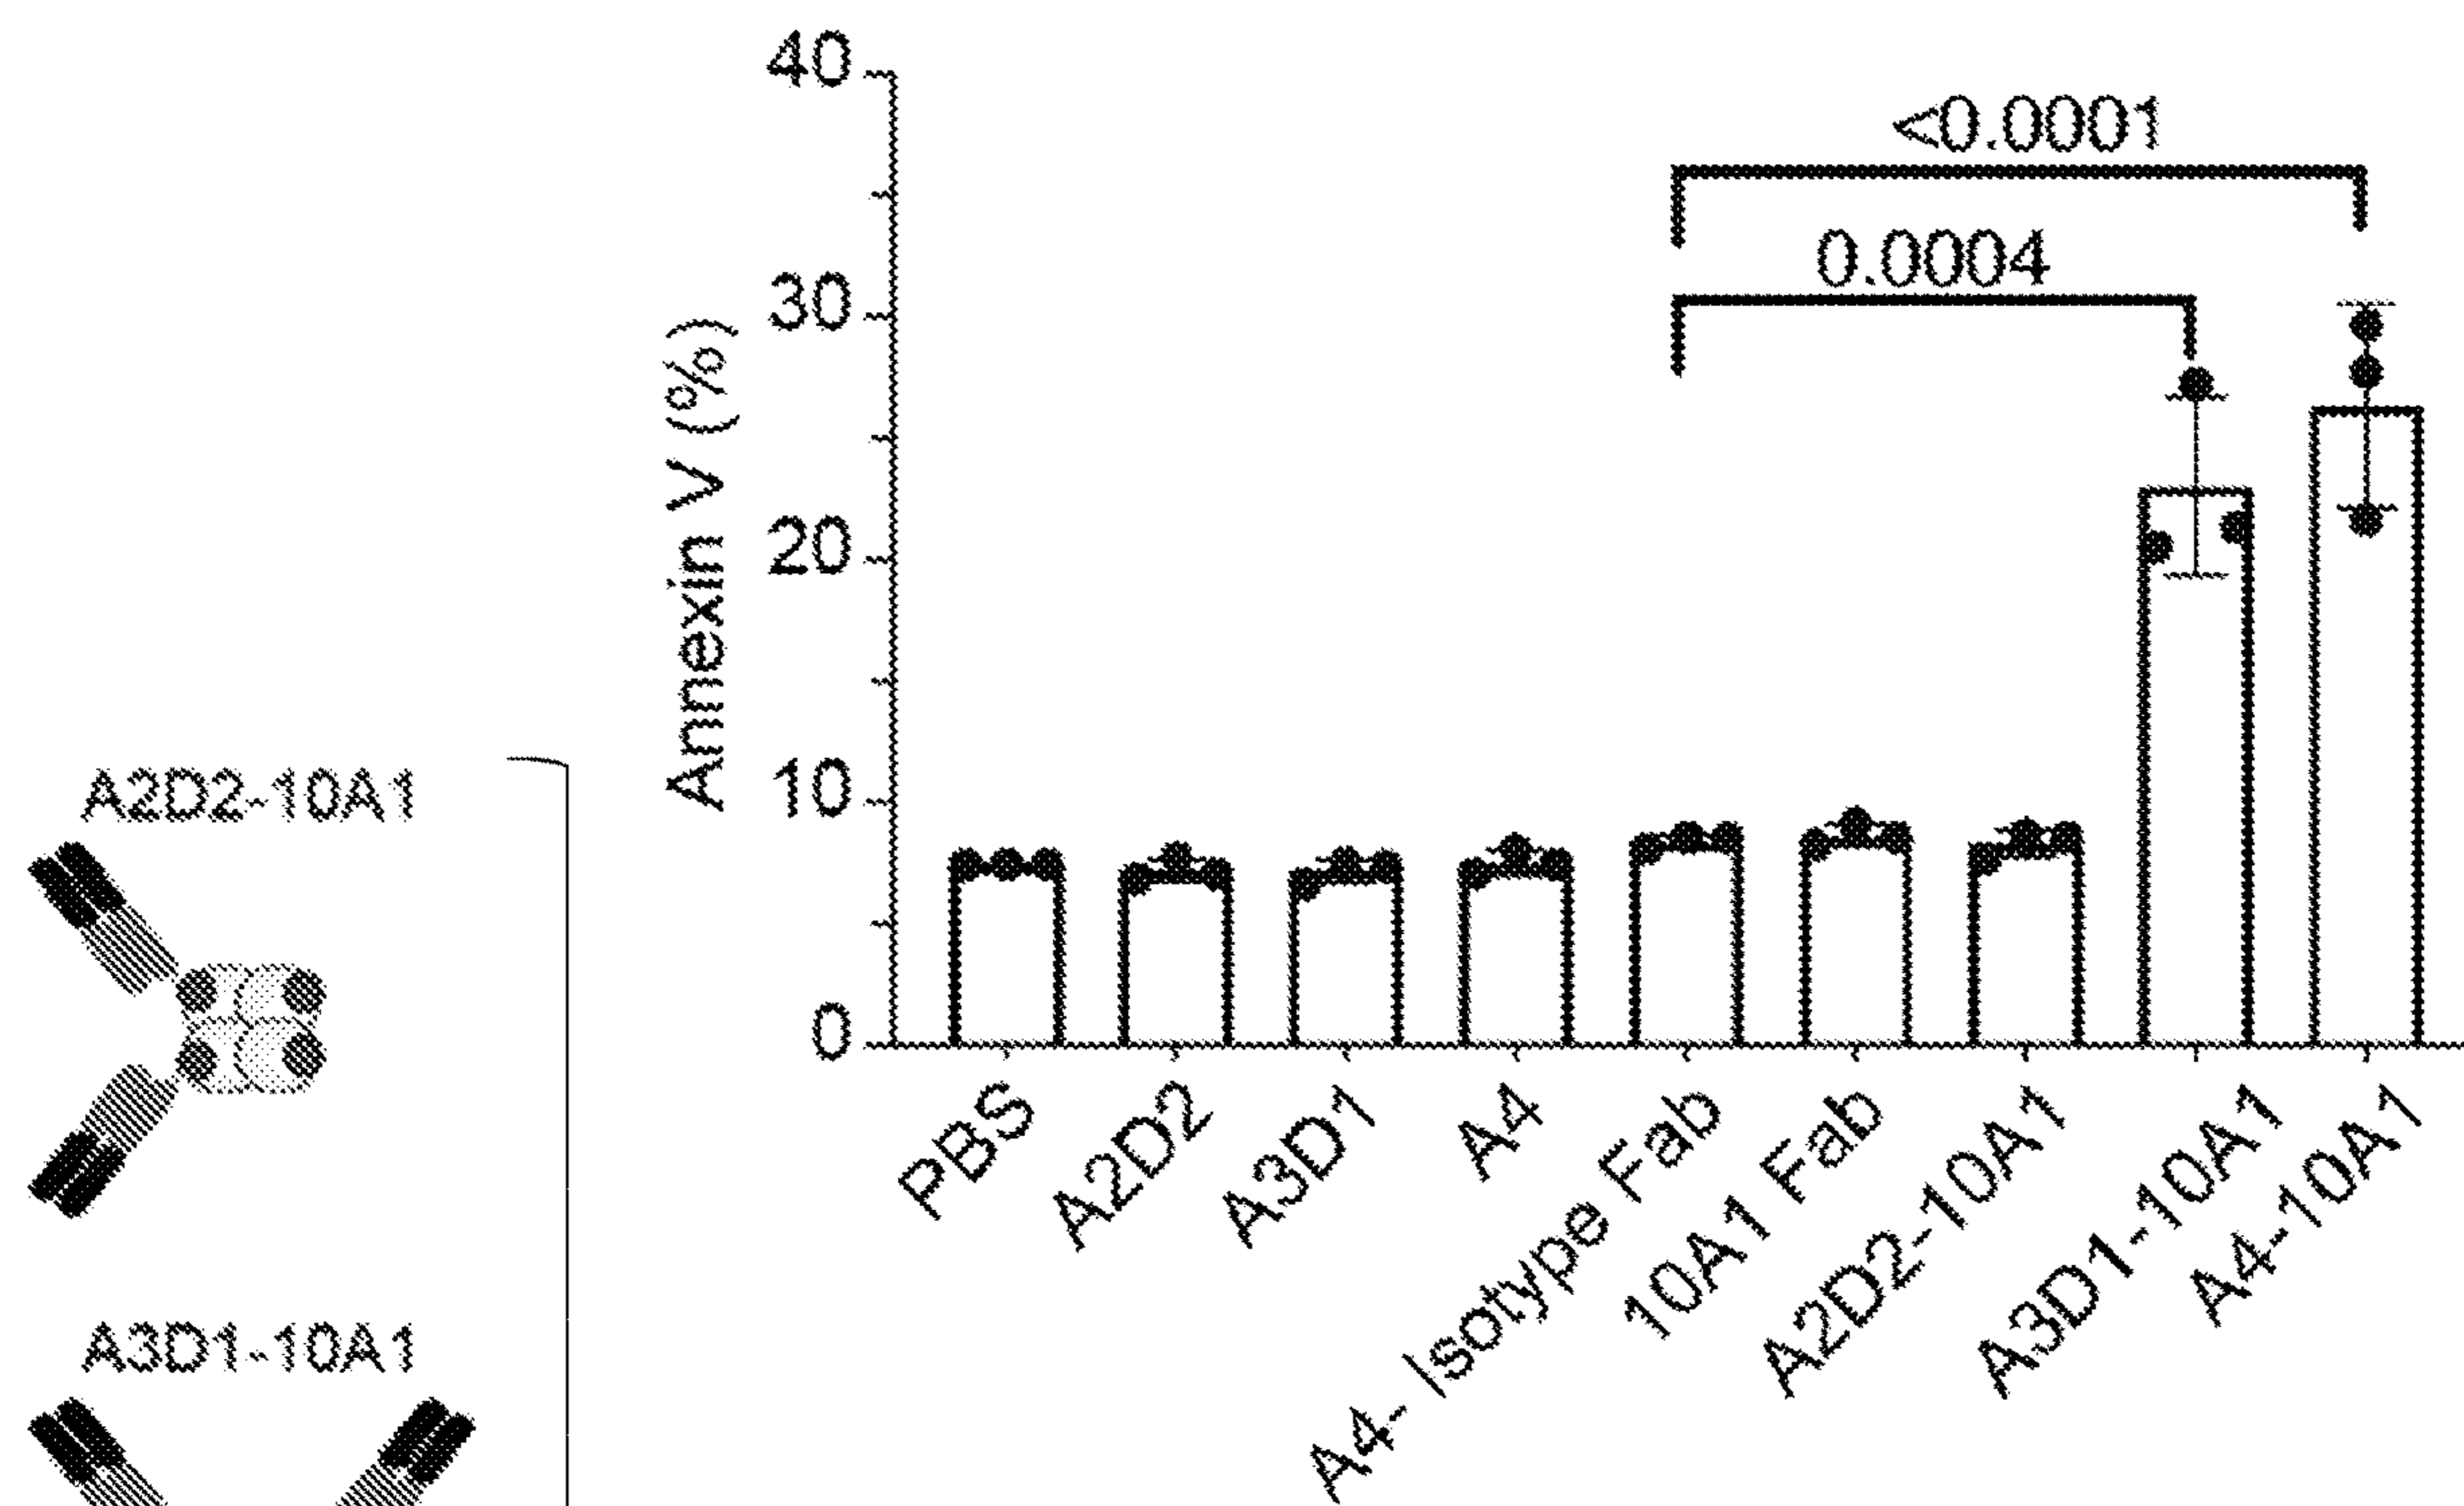 A2D2-10A1
A3D1-10A1
Annexin V (%)
40
30
20
10
0
<0.0001
0.0004
PBS
A2D2
A3D1
A4
A4- Isotype Fab
10A1 Fab
A2D2-10A1
A3D1-10A1
A4-10A1